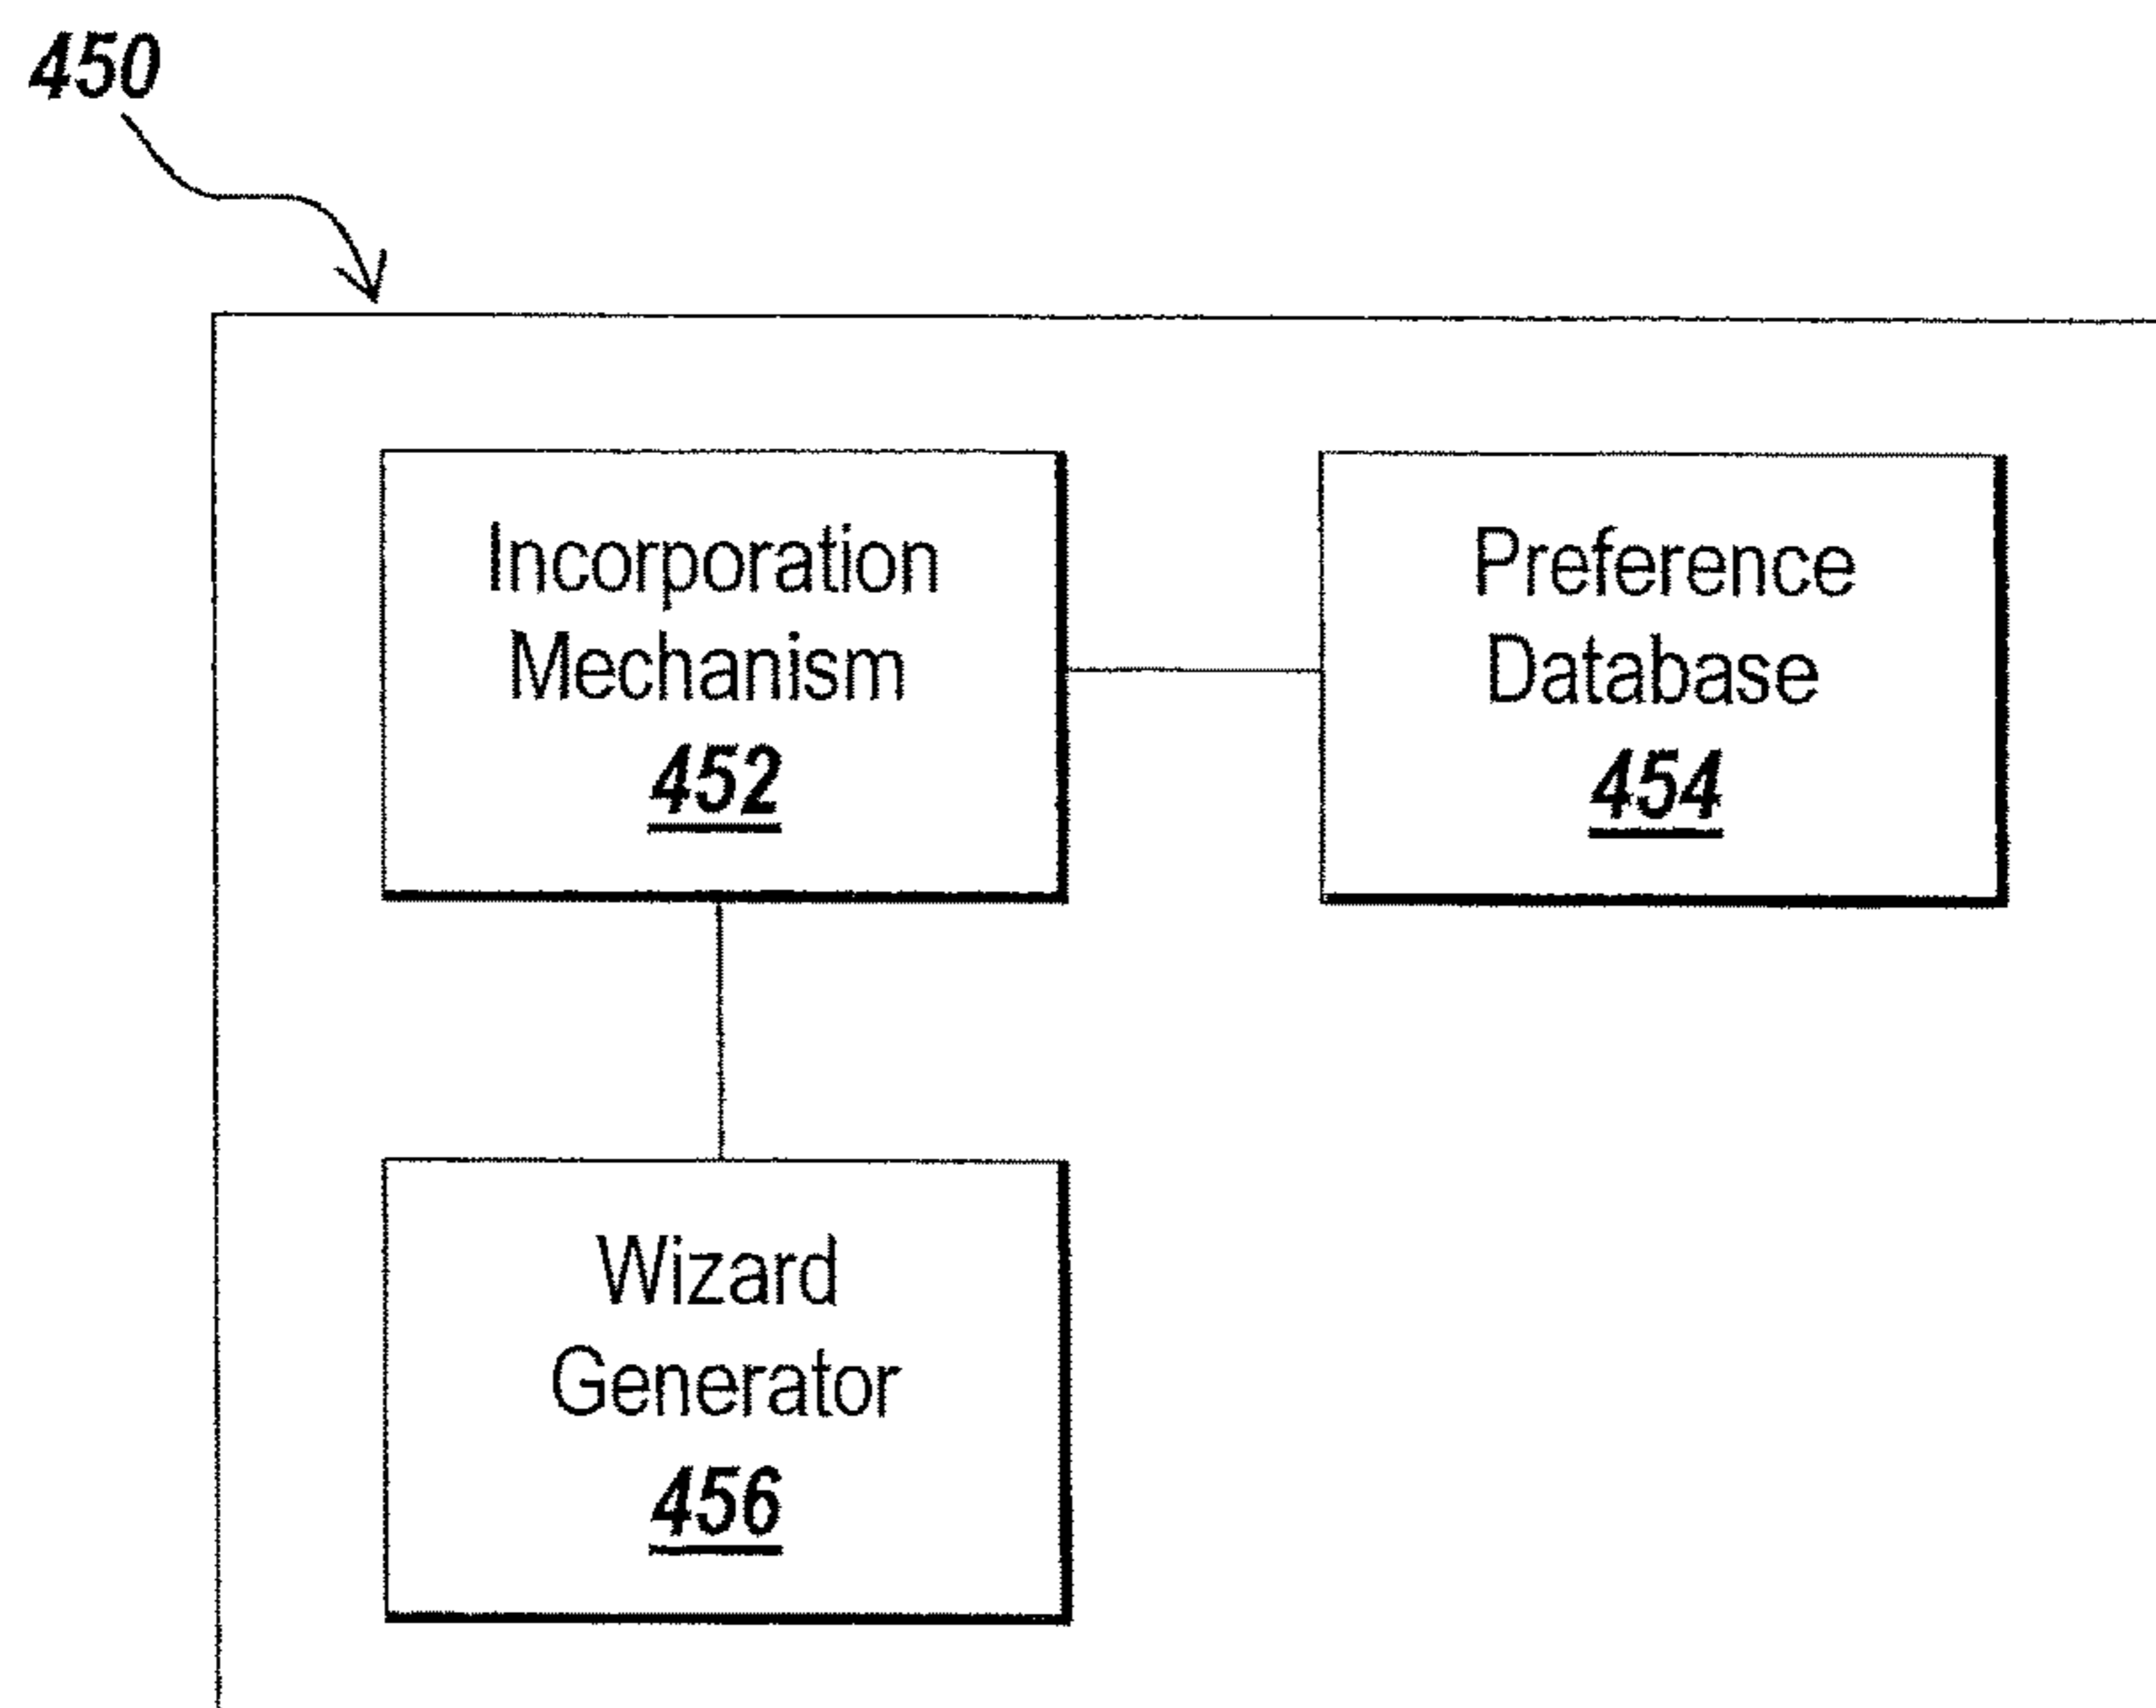 450
Incorporation
Mechanism
452
Preference
Database
454
Wizard
Generator
456